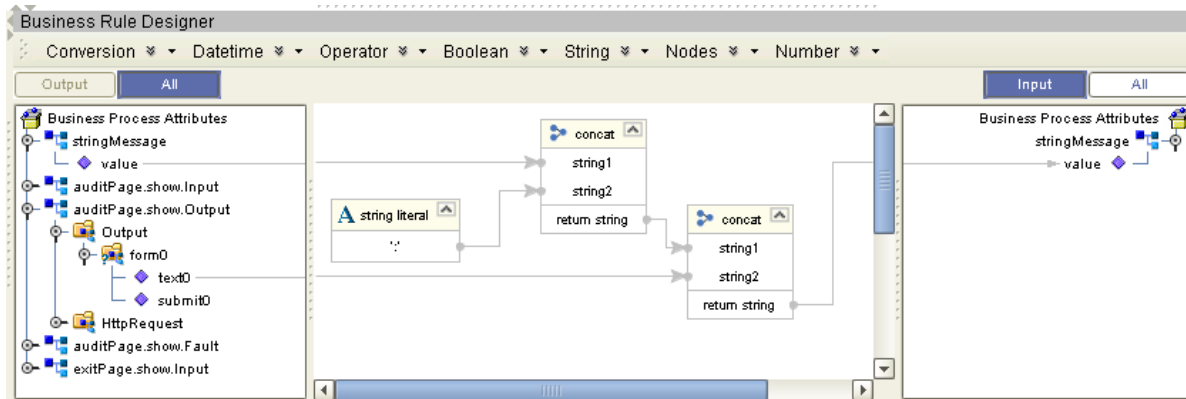 Business Rule Designer
Conversion Datetime Operator Boolean String Nodes Number
Output All Input All
Business Process Attributes
stringMessage
value
auditPage.show.Input
auditPage.show.Output
Output
form0
text0
submit0
HttpRequest
auditPage.show.Fault
exitPage.show.Input
A string literal
concat
string1
string2
return string
concat
string1
string2
return string
Business Process Attributes
stringMessage
value